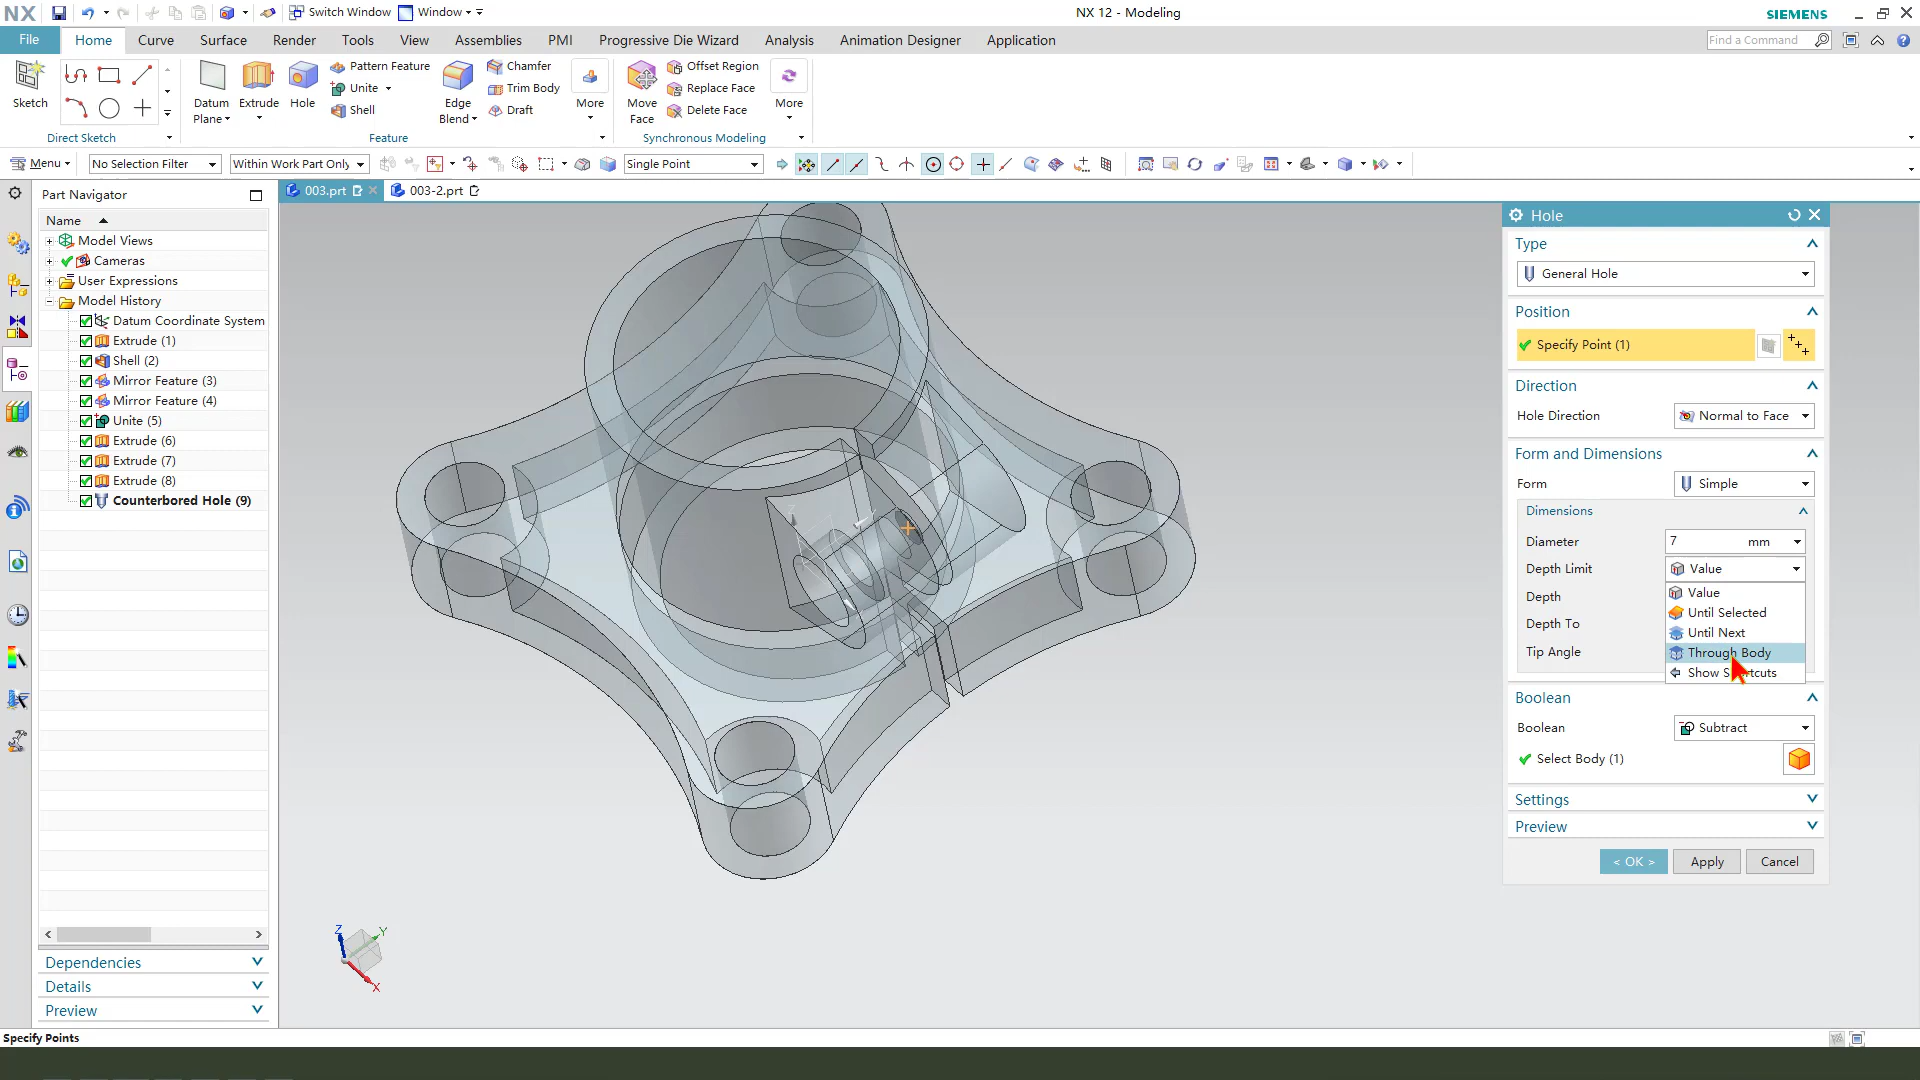 NX
Switch Window
Window
NX 12 - Modeling
SIEMENS
File
Home
Curve
Surface
Render
Tools
View
Assemblies
PMI
Progressive Die Wizard
Analysis
Animation Designer
Application
Find a Command
Sketch
Direct Sketch
Datum
Plane
Extrude
Hole
Pattern Feature
Unite
Shell
Edge
Blend
Chamfer
Trim Body
Draft
More
Feature
Move
Face
Offset Region
Replace Face
Delete Face
More
Synchronous Modeling
Menu
No Selection Filter
Within Work Part Only
Single Point
Part Navigator
003.prt
003-2.prt
Name
Model Views
Cameras
User Expressions
Model History
Datum Coordinate System
Extrude (1)
Shell (2)
Mirror Feature (3)
Mirror Feature (4)
Unite (5)
Extrude (6)
Extrude (7)
Extrude (8)
Counterbored Hole (9)
Dependencies
Details
Preview
Z
Y
X
Hole
Type
General Hole
Position
Specify Point (1)
Direction
Hole Direction
Normal to Face
Form and Dimensions
Form
Simple
Dimensions
Diameter
7 mm
Depth Limit
Value
Depth
Depth To
Tip Angle
Value
Until Selected
Until Next
Through Body
Boolean
Boolean
Subtract
Select Body (1)
Settings
Preview
< OK >
Apply
Cancel
Specify Points